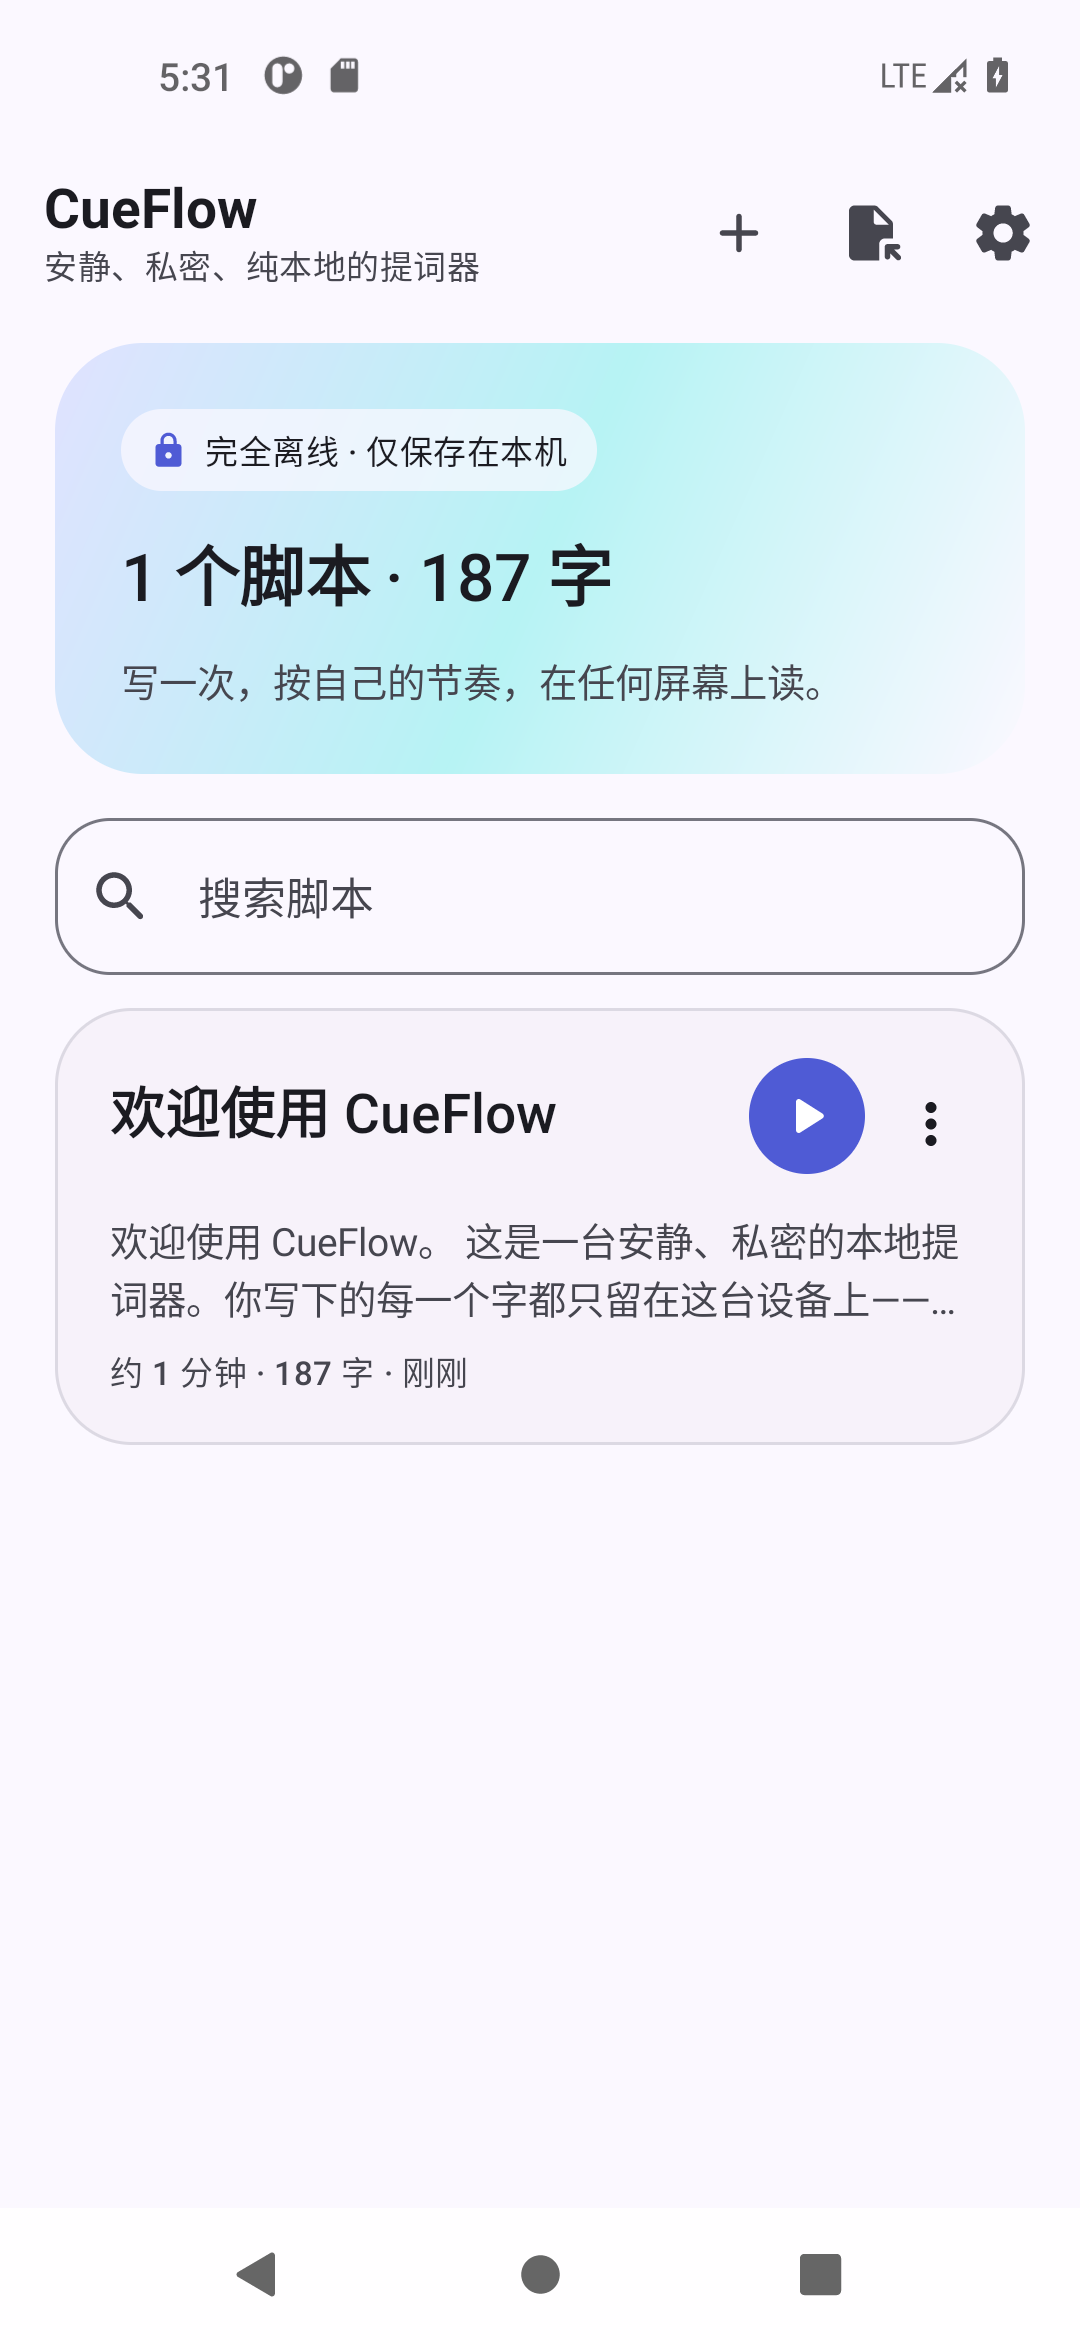 5:31
LTE
CueFlow
安静、私密、纯本地的提词器
完全离线 · 仅保存在本机
1 个脚本 · 187 字
写一次，按自己的节奏，在任何屏幕上读。
搜索脚本
欢迎使用 CueFlow
欢迎使用 CueFlow。 这是一台安静、私密的本地提
词器。你写下的每一个字都只留在这台设备上——…
约 1 分钟 · 187 字 · 刚刚